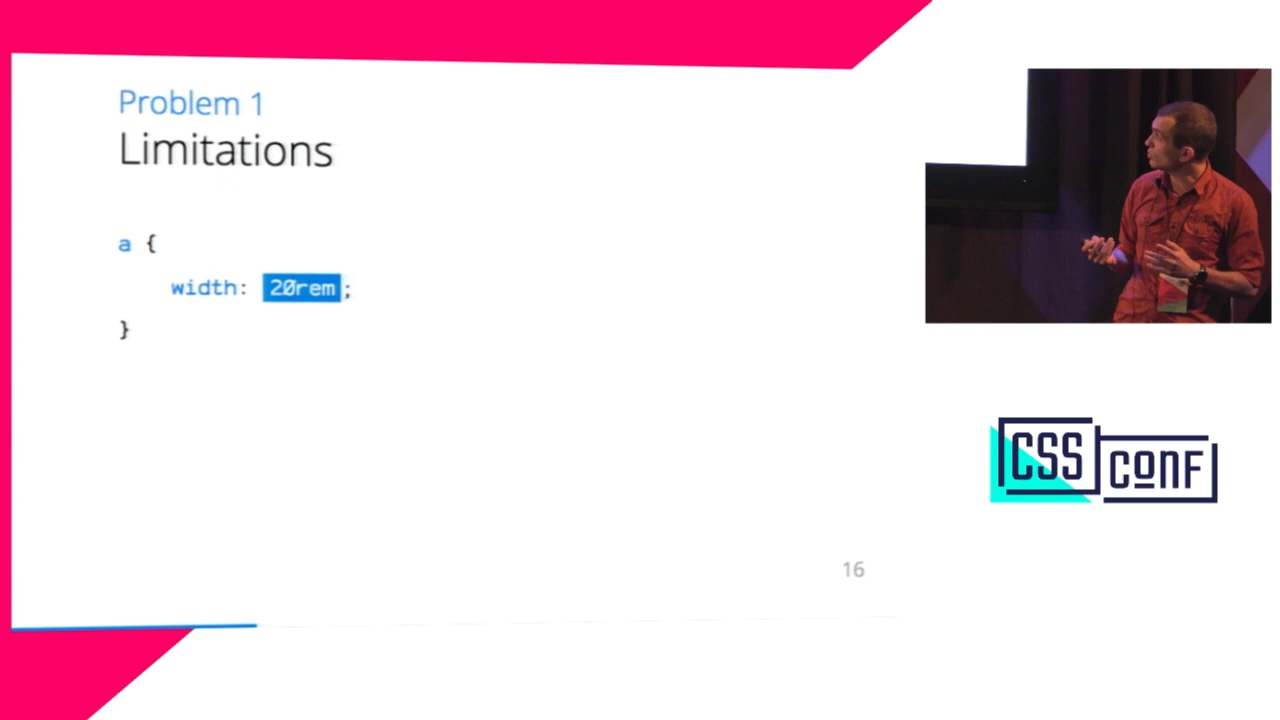 Problem 1
Limitations
a {
width: 20rem;
}
16
CSS
CONF